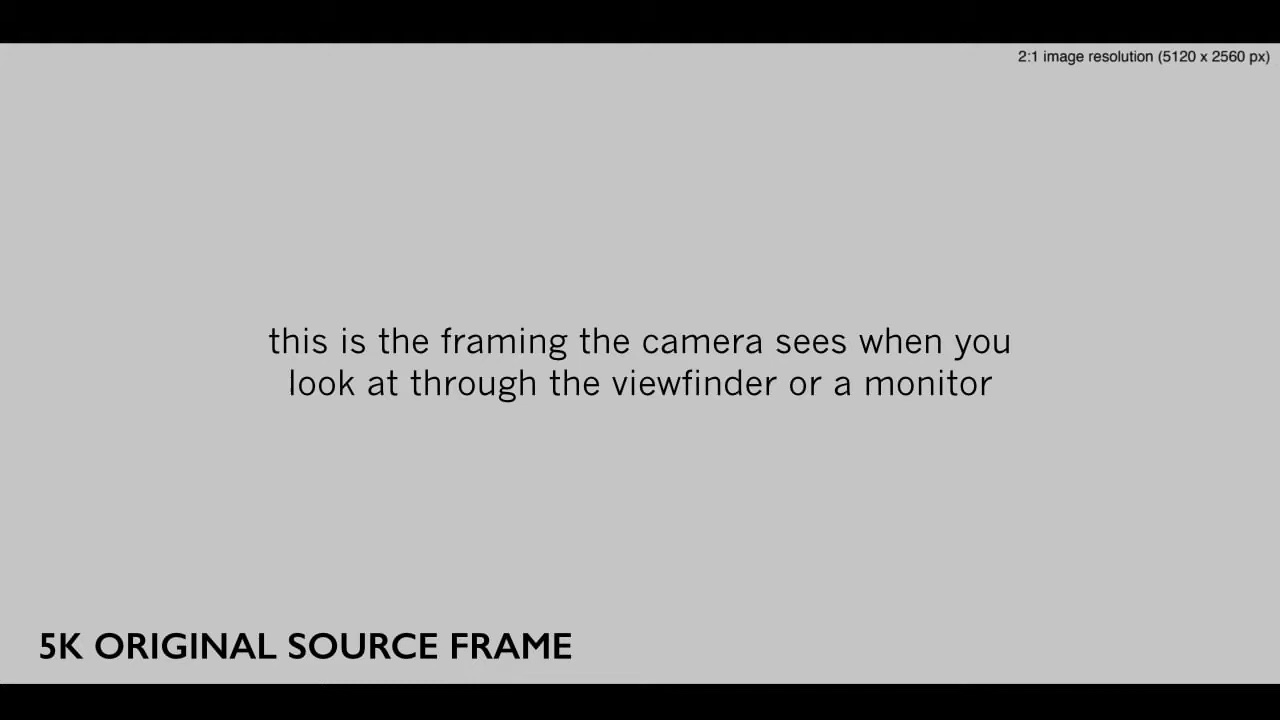 2:1 image resolution (5120 x 2560 px)
this is the framing the camera sees when you
look at through the viewfinder or a monitor
5K ORIGINAL SOURCE FRAME